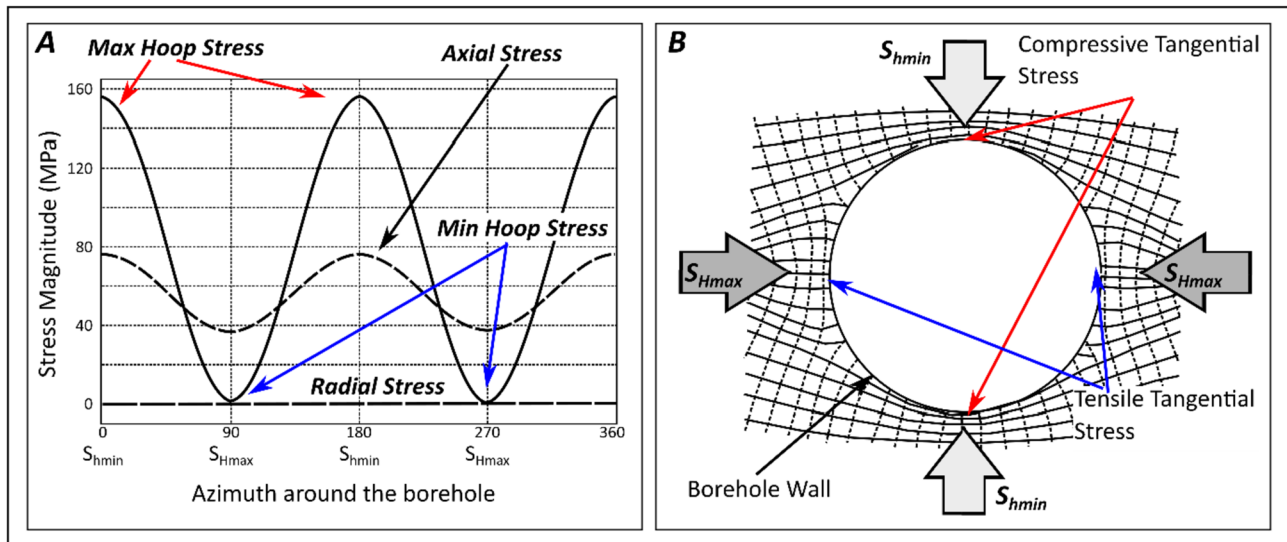 A
Max Hoop Stress
Axial Stress
160
120
80
40
0
Stress Magnitude (MPa)
Min Hoop Stress
Radial Stress
0 90 180 270 360
Shmin SHmax Shmin SHmax
Azimuth around the borehole
B
Shmin
Compressive Tangential
Stress
SHmax
SHmax
Tensile Tangential
Stress
Borehole Wall
Shmin